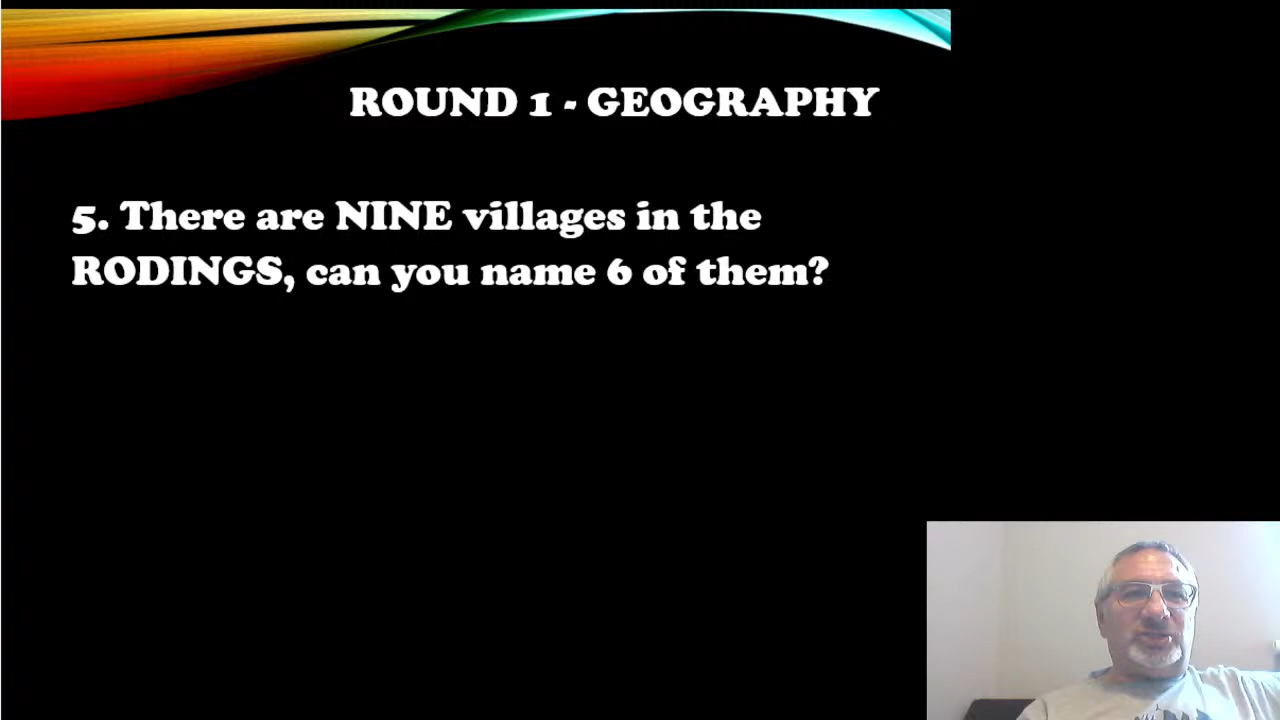 ROUND 1 - GEOGRAPHY
5. There are NINE villages in the
RODINGS, can you name 6 of them?